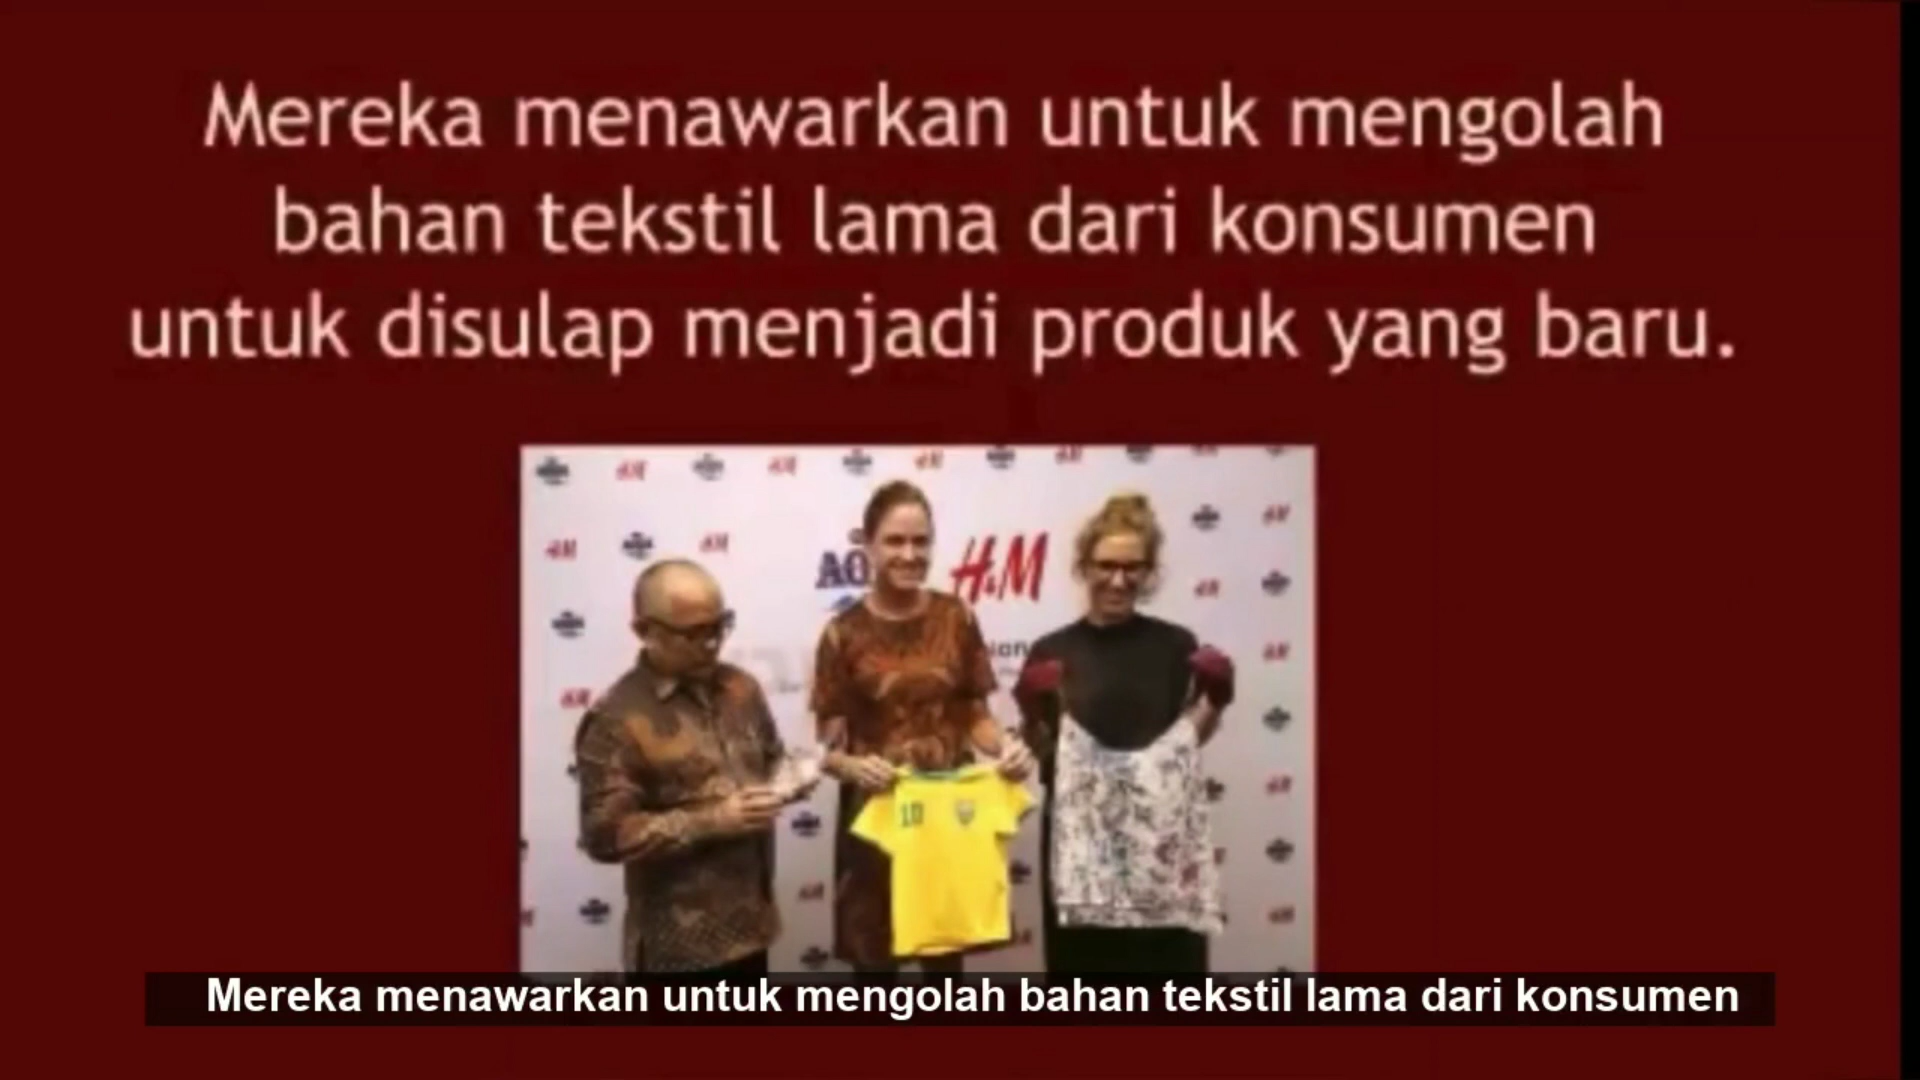 Mereka menawarkan untuk mengolah
bahan tekstil lama dari konsumen
untuk disulap menjadi produk yang baru.
H&M
10
Mereka menawarkan untuk mengolah bahan tekstil lama dari konsumen